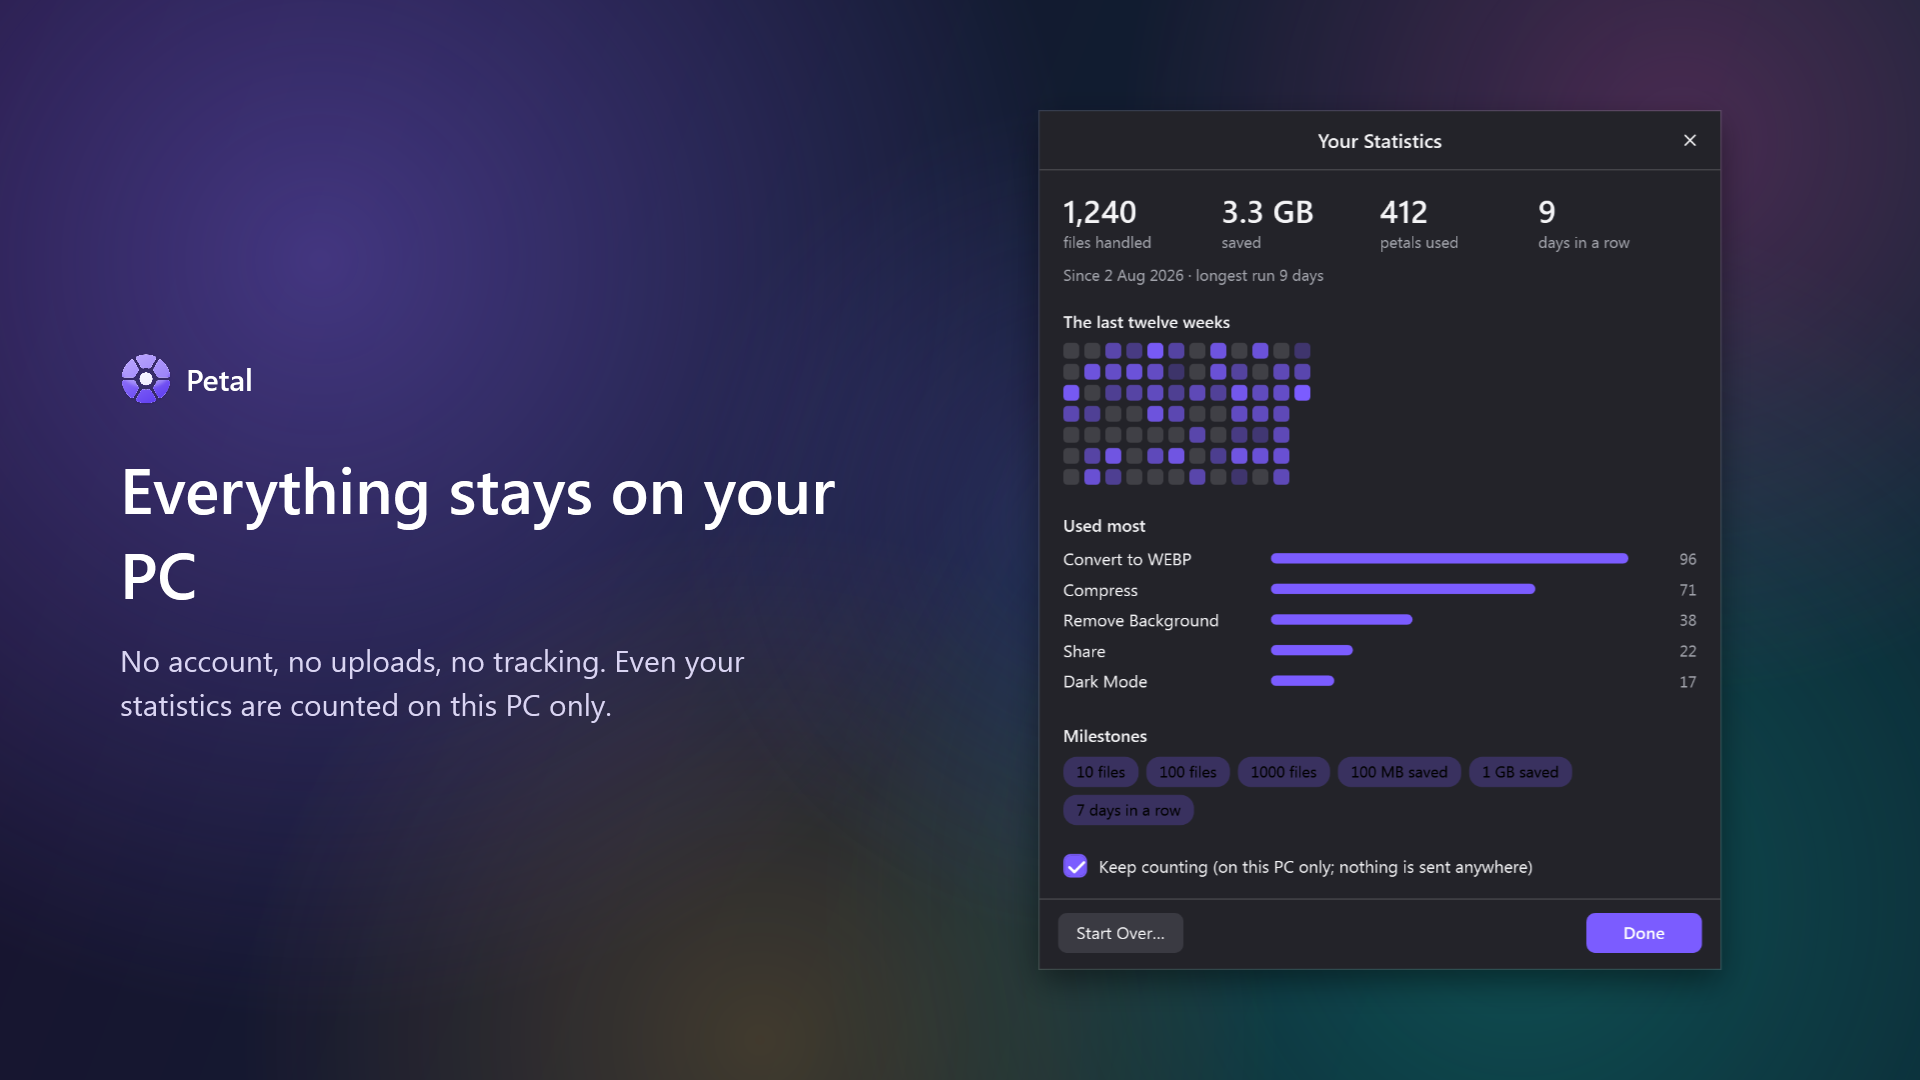 Petal
Everything stays on your
PC
No account, no uploads, no tracking. Even your
statistics are counted on this PC only.
Your Statistics
1,240
files handled
3.3 GB
saved
412
petals used
9
days in a row
Since 2 Aug 2026 · longest run 9 days
The last twelve weeks
Used most
Convert to WEBP 96
Compress 71
Remove Background 38
Share 22
Dark Mode 17
Milestones
10 files 100 files 1000 files 100 MB saved 1 GB saved
7 days in a row
Keep counting (on this PC only; nothing is sent anywhere)
Start Over... Done